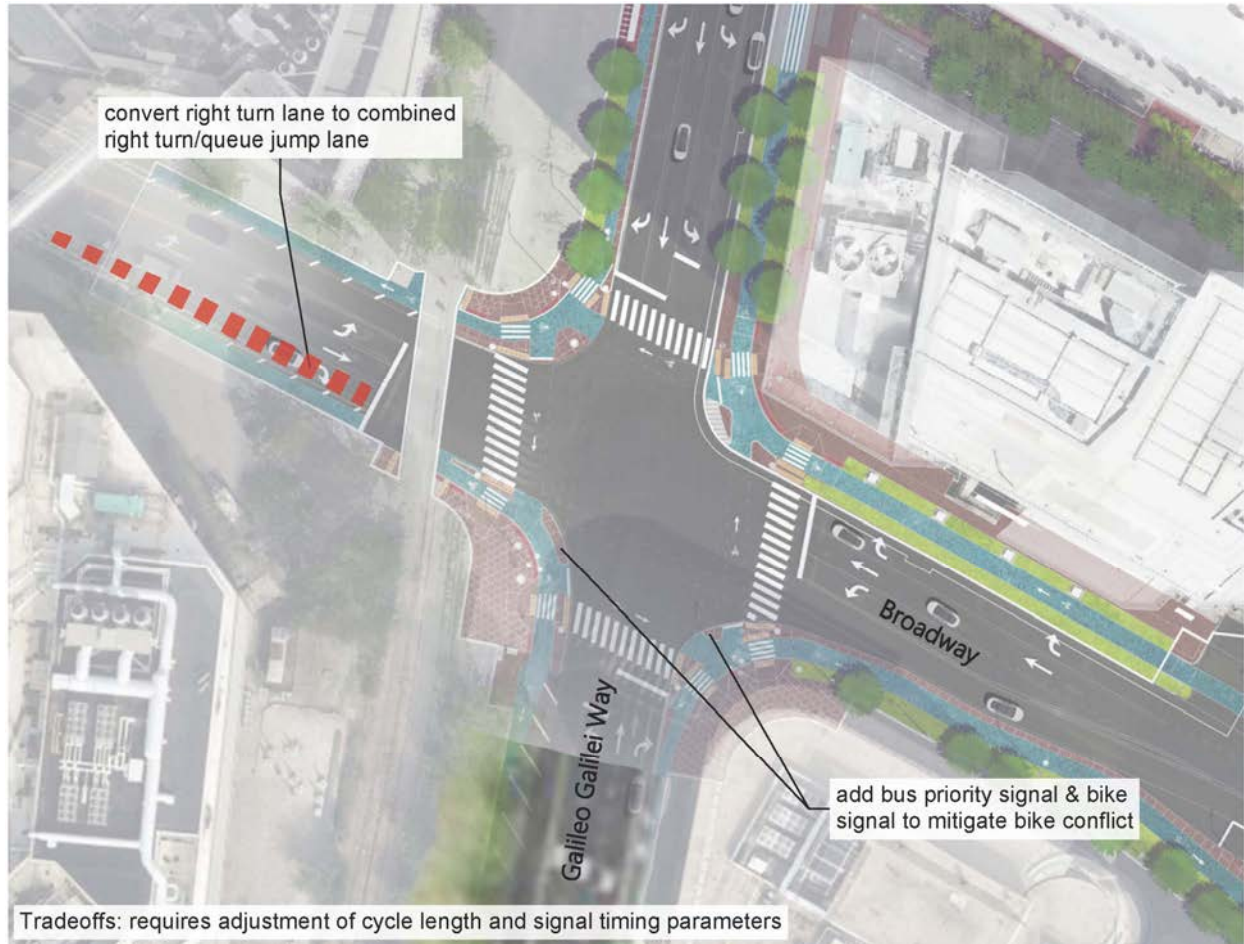 convert right turn lane to combined
right turn/queue jump lane
Broadway
Galileo Galilei Way
add bus priority signal & bike
signal to mitigate bike conflict
Tradeoffs: requires adjustment of cycle length and signal timing parameters